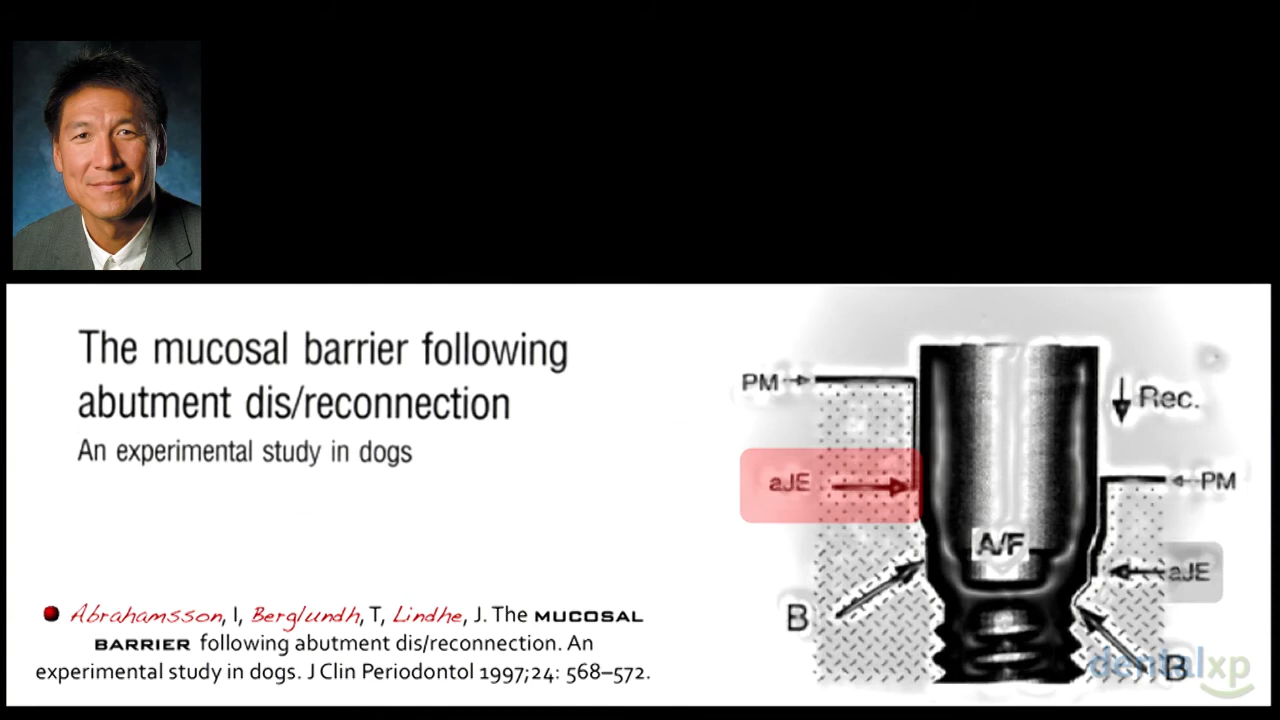 The mucosal barrier following
abutment dis/reconnection
An experimental study in dogs
Abrahamsson, I, Berglundh, T, Lindhe, J. The MUCOSAL
BARRIER following abutment dis/reconnection. An
experimental study in dogs. J Clin Periodontol 1997;24: 568–572.
PM
Rec.
aJE
PM
A/F
aJE
B
B
dentalxp